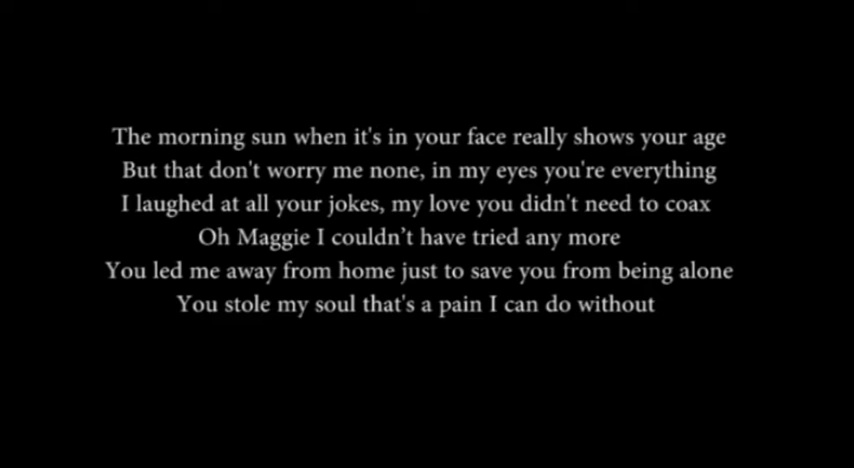 The morning sun when it's in your face really shows your age
But that don't worry me none, in my eyes you're everything
I laughed at all your jokes, my love you didn't need to coax
Oh Maggie I couldn’t have tried any more
You led me away from home just to save you from being alone
You stole my soul that's a pain I can do without